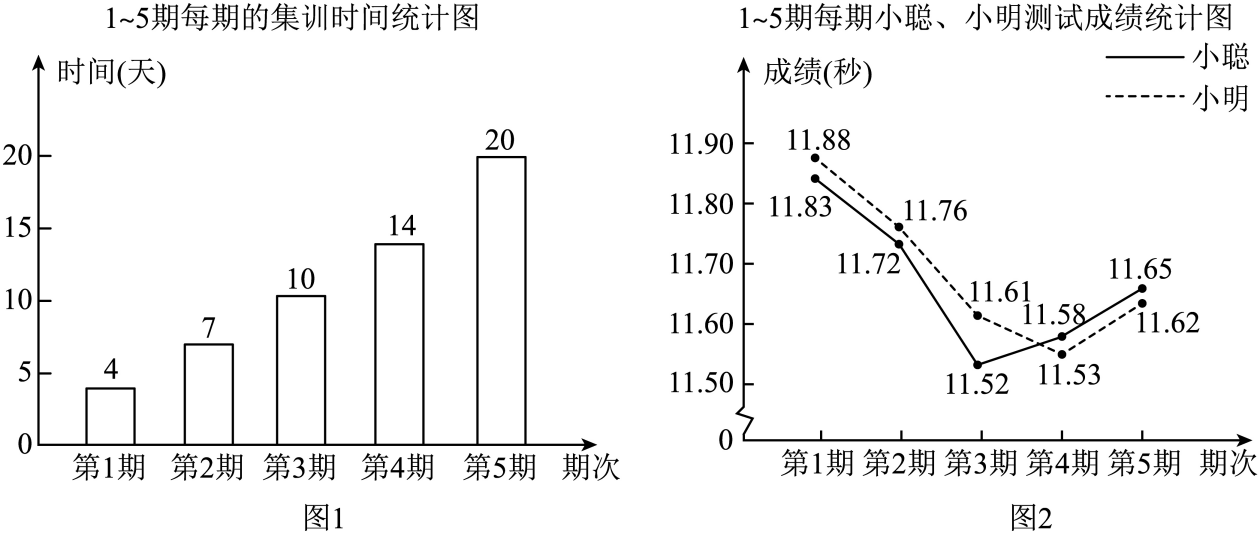 1~5期每期的集训时间统计图
时间(天)
20
15
10
5
0
4
7
10
14
20
第1期 第2期 第3期 第4期 第5期 期次
图1
1~5期每期小聪、小明测试成绩统计图
成绩(秒)
小聪
小明
11.90
11.80
11.70
11.60
11.50
0
11.88
11.83
11.76
11.72
11.61
11.52
11.58
11.53
11.65
11.62
第1期 第2期 第3期 第4期 第5期 期次
图2